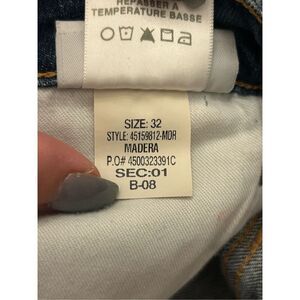 REPASSER A
TEMPERATURE BASSE
SIZE: 32
STYLE: 45159812-MDR
MADERA
P.O# 4500323391C
SEC:01
B-08